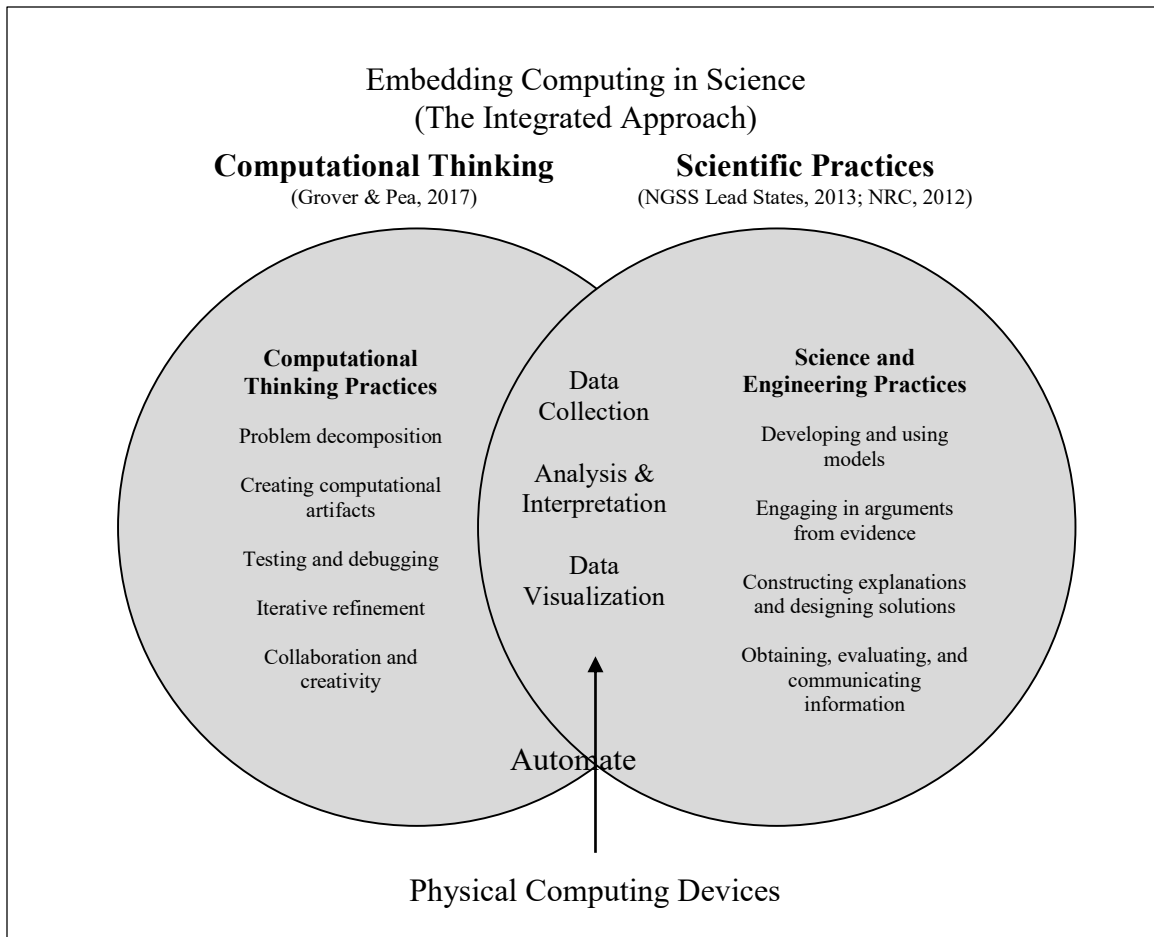 Embedding Computing in Science
(The Integrated Approach)
Computational Thinking
(Grover & Pea, 2017)
Scientific Practices
(NGSS Lead States, 2013; NRC, 2012)
Computational
Thinking Practices
Problem decomposition
Creating computational
artifacts
Testing and debugging
Iterative refinement
Collaboration and
creativity
Data
Collection
Analysis &
Interpretation
Data
Visualization
Science and
Engineering Practices
Developing and using
models
Engaging in arguments
from evidence
Constructing explanations
and designing solutions
Obtaining, evaluating, and
communicating
information
Automate
Physical Computing Devices